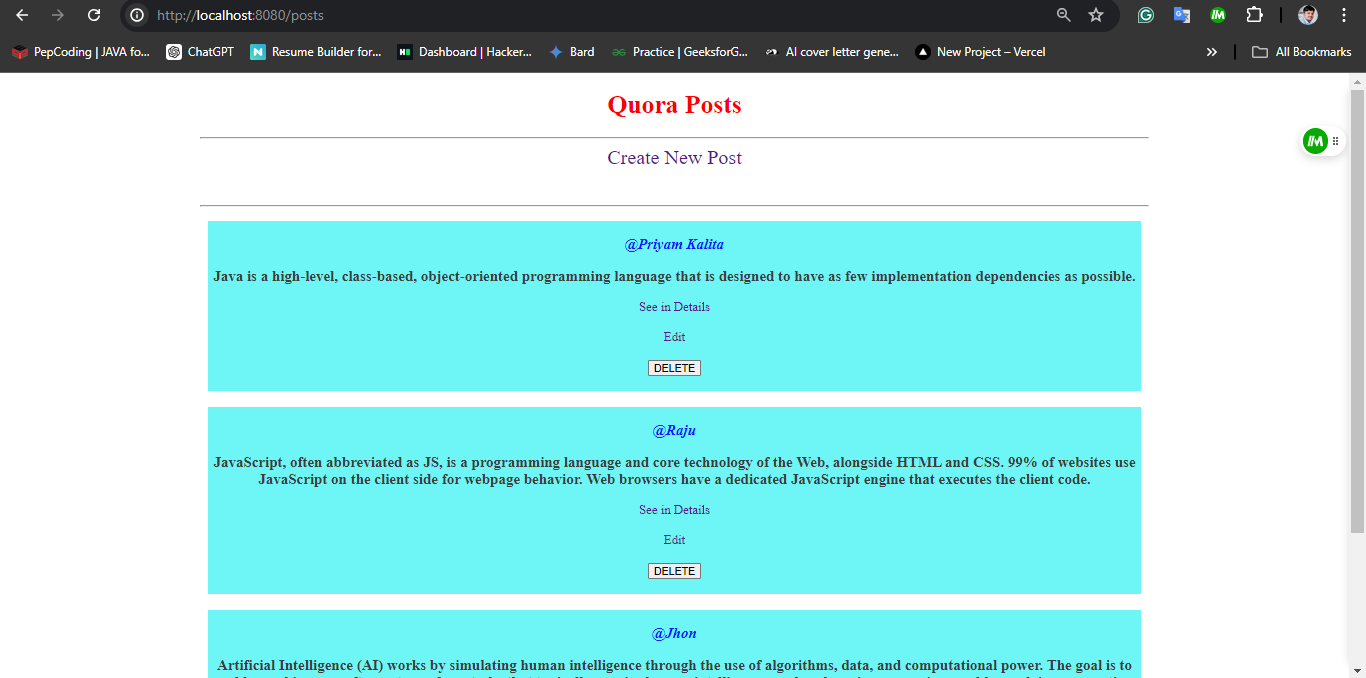 http://localhost:8080/posts
PepCoding | JAVA fo... ChatGPT Resume Builder for... Dashboard | Hacker... Bard Practice | GeeksforG... AI cover letter gene... New Project – Vercel » All Bookmarks
Quora Posts
Create New Post
@Priyam Kalita
Java is a high-level, class-based, object-oriented programming language that is designed to have as few implementation dependencies as possible.
See in Details
Edit
DELETE
@Raju
JavaScript, often abbreviated as JS, is a programming language and core technology of the Web, alongside HTML and CSS. 99% of websites use
JavaScript on the client side for webpage behavior. Web browsers have a dedicated JavaScript engine that executes the client code.
See in Details
Edit
DELETE
@Jhon
Artificial Intelligence (AI) works by simulating human intelligence through the use of algorithms, data, and computational power. The goal is to